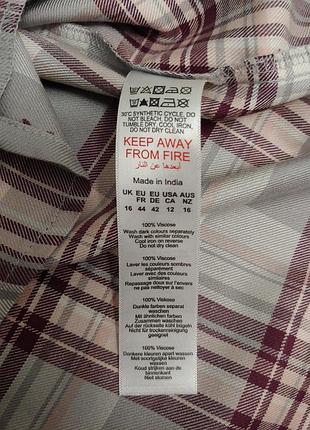 30°C SYNTHETIC CYCLE, DO
NOT BLEACH, DO NOT
TUMBLE DRY, COOL IRON,
DO NOT DRY CLEAN
KEEP AWAY
FROM FIRE
أبعدها عن النار
Made in India
UK EU EU USA AUS
FR DE CA NZ
16 44 42 12 16
100% Viscose
Wash dark colours separately
Wash with similar colours
Cool iron on reverse
Do not dry clean
100% Viscose
Laver les couleurs sombres
séparément
Laver avec des couleurs
similaires
Repassage doux sur l'envers
ne pas nettoyer à sec
100% Viskose
Dunkle farben separat
waschen
Mit ähnlichen farben
Zusammen waschen
Auf der rückseite kühl bügeln
Nicht für trockenreinigung
geeignet
100% Viscose
Donkere kleuren apart wassen
Met soortgelijke kleuren
wassen
Koud strijken aan de
binnenkant
Niet stomen